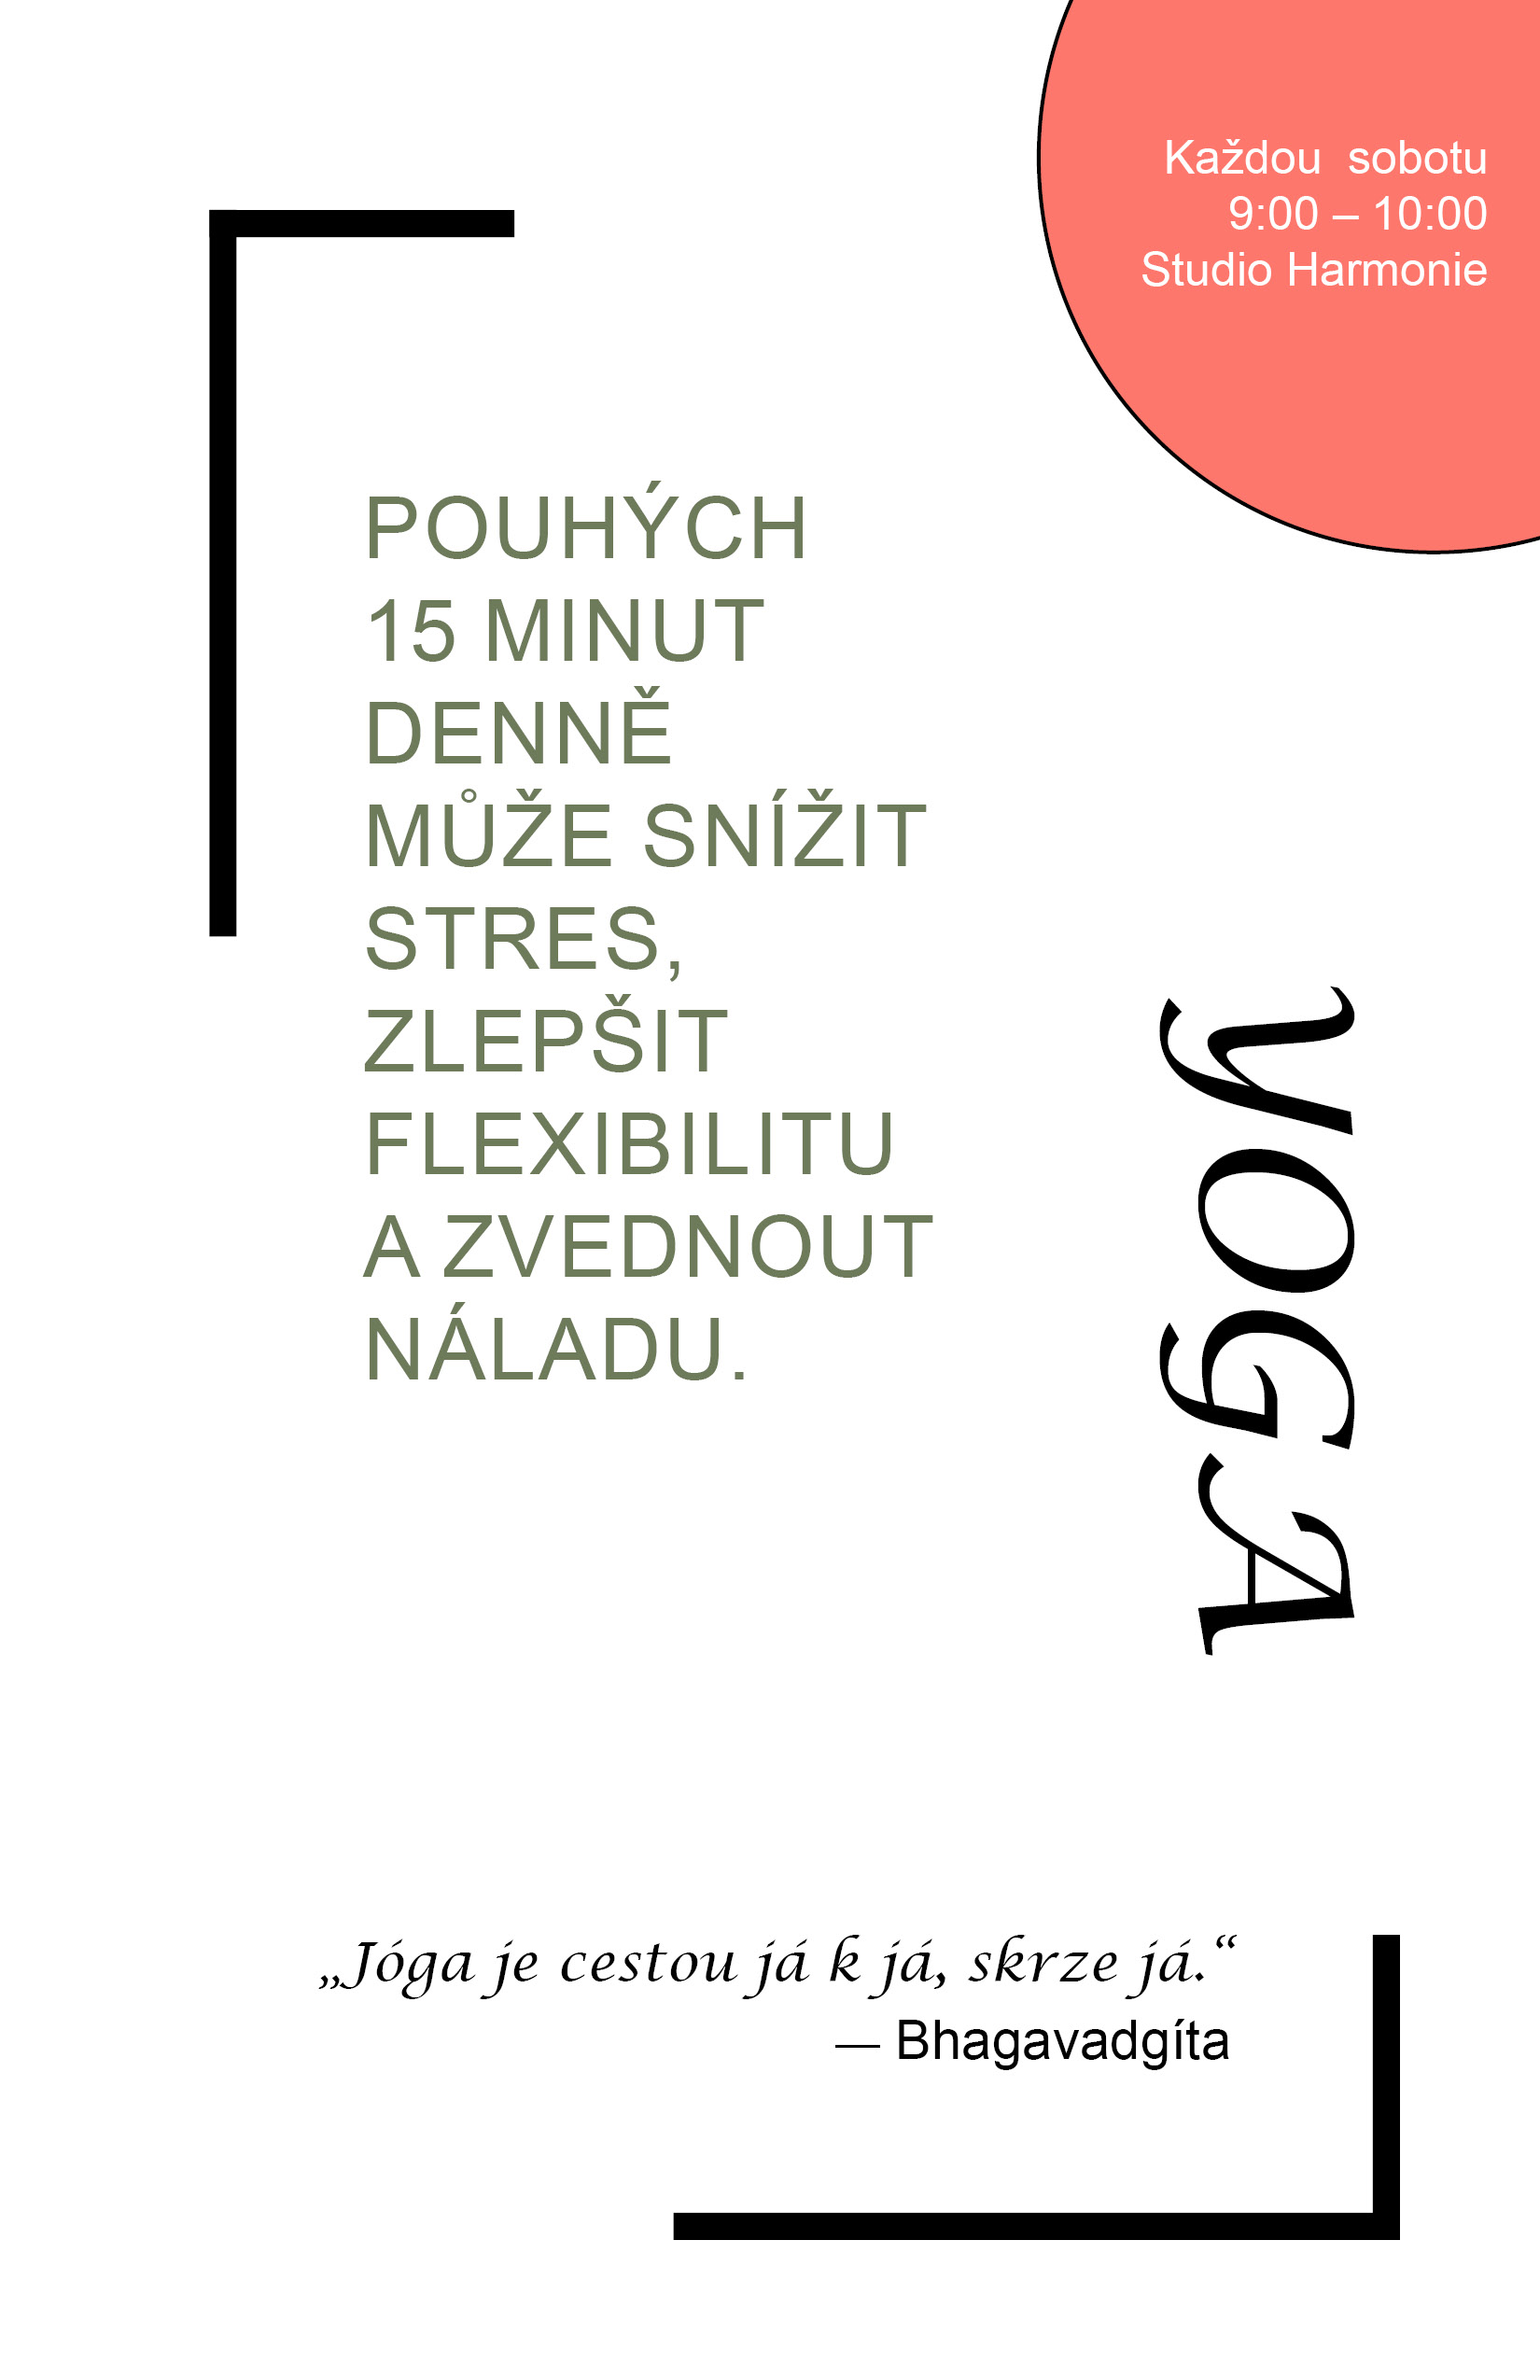 Každou sobotu
9:00 – 10:00
Studio Harmonie
POUHÝCH
15 MINUT
DENNĚ
MŮŽE SNÍŽIT
STRES,
ZLEPŠIT
FLEXIBILITU
A ZVEDNOUT
NÁLADU.
YOGA
„Jóga je cestou já k já, skrze já.“
— Bhagavadgíta